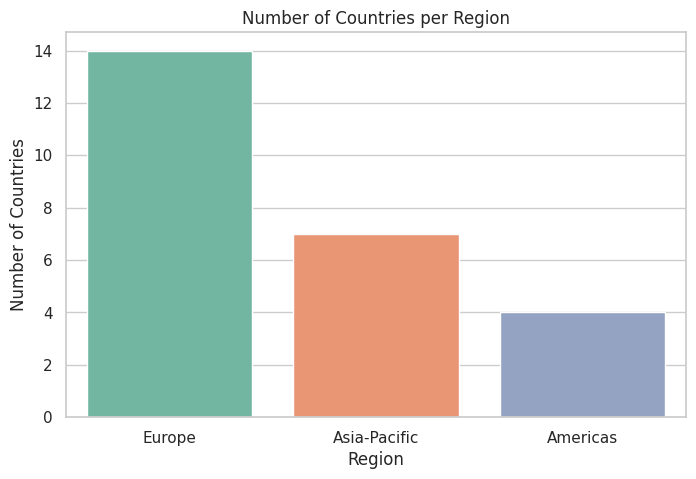 Number of Countries per Region
Number of Countries
14
12
10
8
6
4
2
0
Europe
Asia-Pacific
Americas
Region